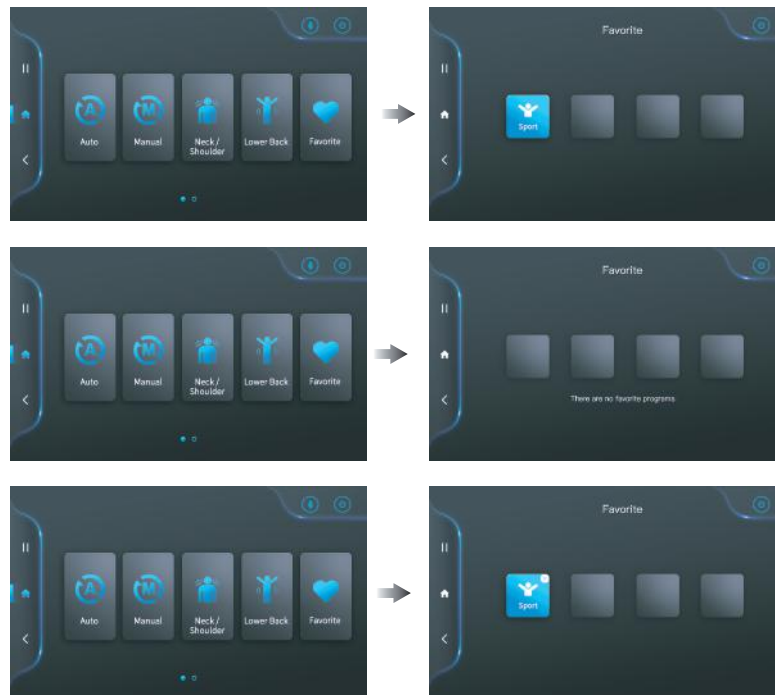 Favorite
A
M
Auto
Manual
Neck /
Shoulder
Lower Back
Favorite
Sport
Favorite
A
M
Auto
Manual
Neck /
Shoulder
Lower Back
Favorite
There are no favorite programs
Favorite
A
M
Auto
Manual
Neck /
Shoulder
Lower Back
Favorite
Sport